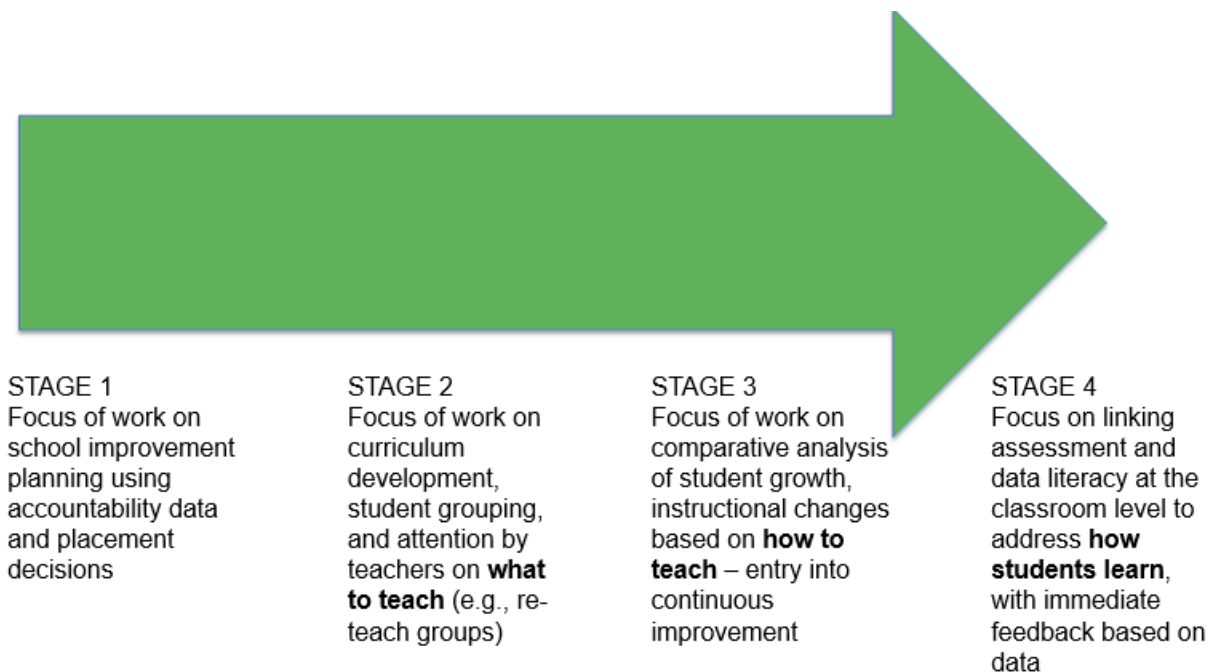 STAGE 1
Focus of work on
school improvement
planning using
accountability data
and placement
decisions
STAGE 2
Focus of work on
curriculum
development,
student grouping,
and attention by
teachers on what
to teach (e.g., re-
teach groups)
STAGE 3
Focus of work on
comparative analysis
of student growth,
instructional changes
based on how to
teach – entry into
continuous
improvement
STAGE 4
Focus on linking
assessment and
data literacy at the
classroom level to
address how
students learn,
with immediate
feedback based on
data